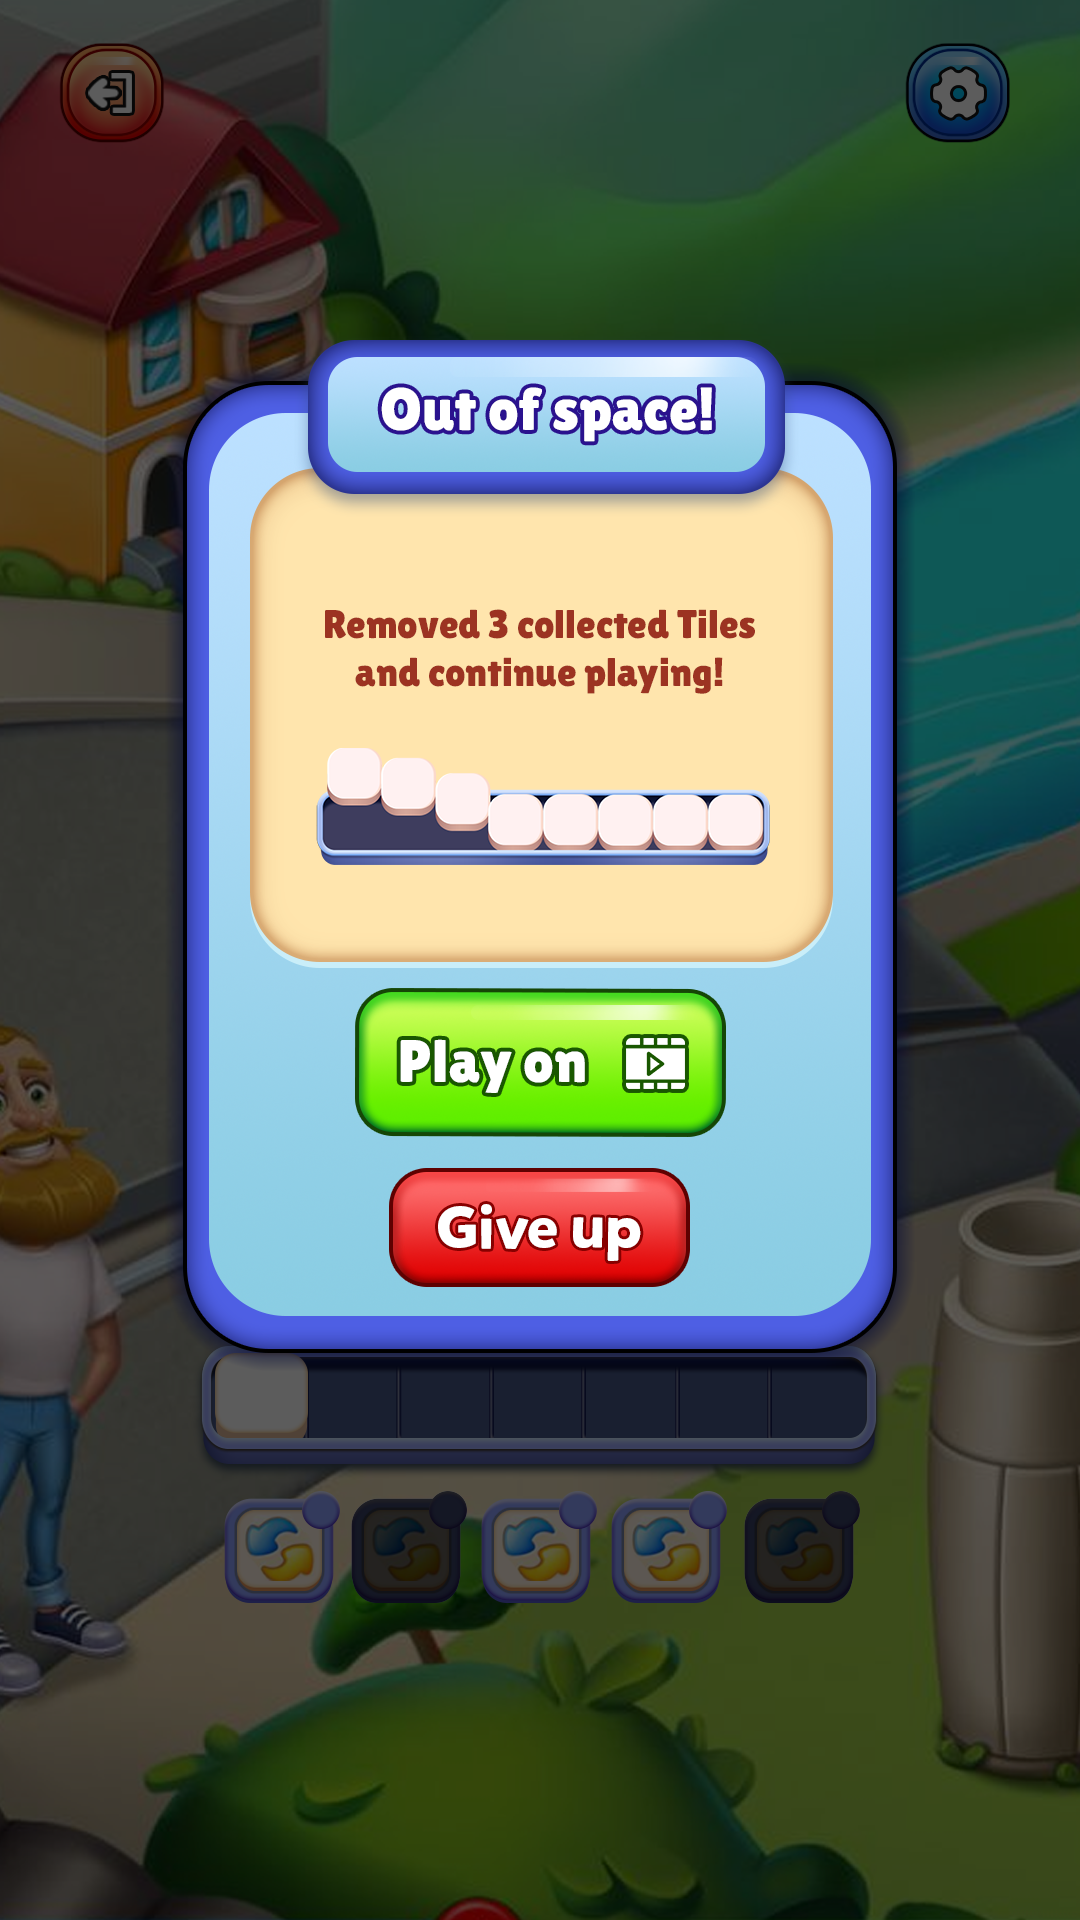 Out of space!
Removed 3 collected Tiles
and continue playing!
Play on
Give up